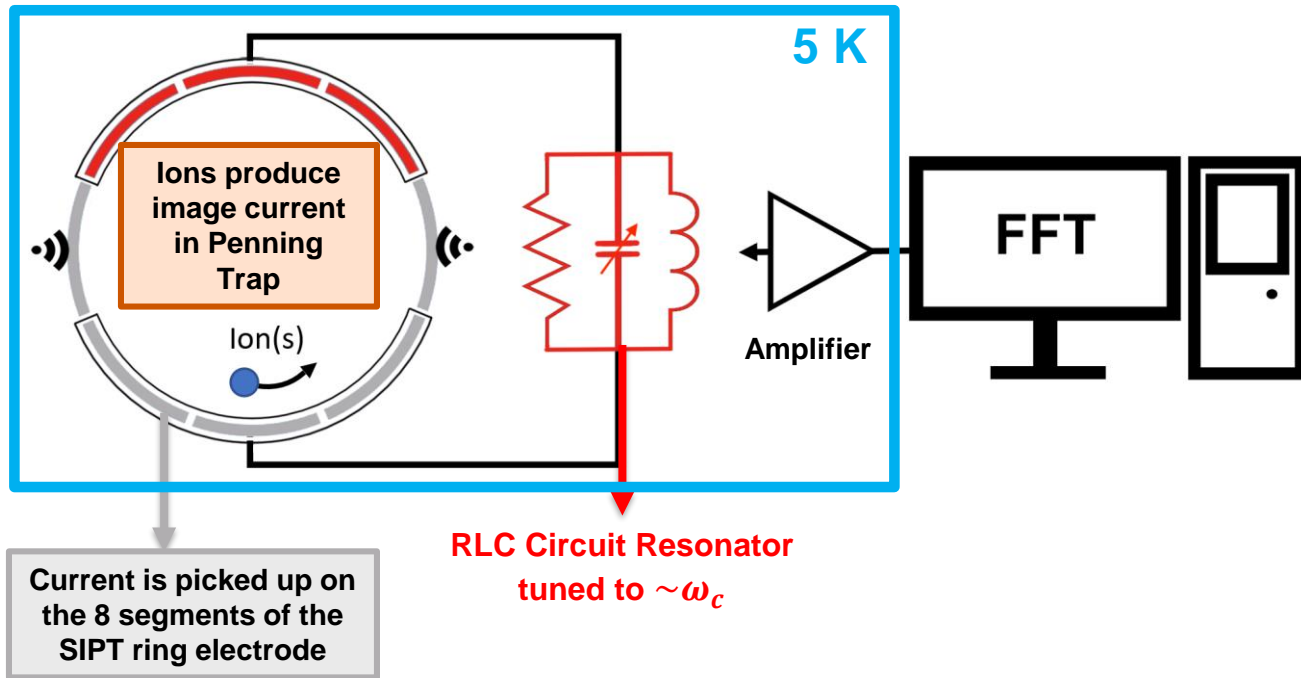 5 K
Ions produce
image current
in Penning
Trap
Ion(s)
Amplifier
FFT
RLC Circuit Resonator
tuned to ~ω_c
Current is picked up on
the 8 segments of the
SIPT ring electrode